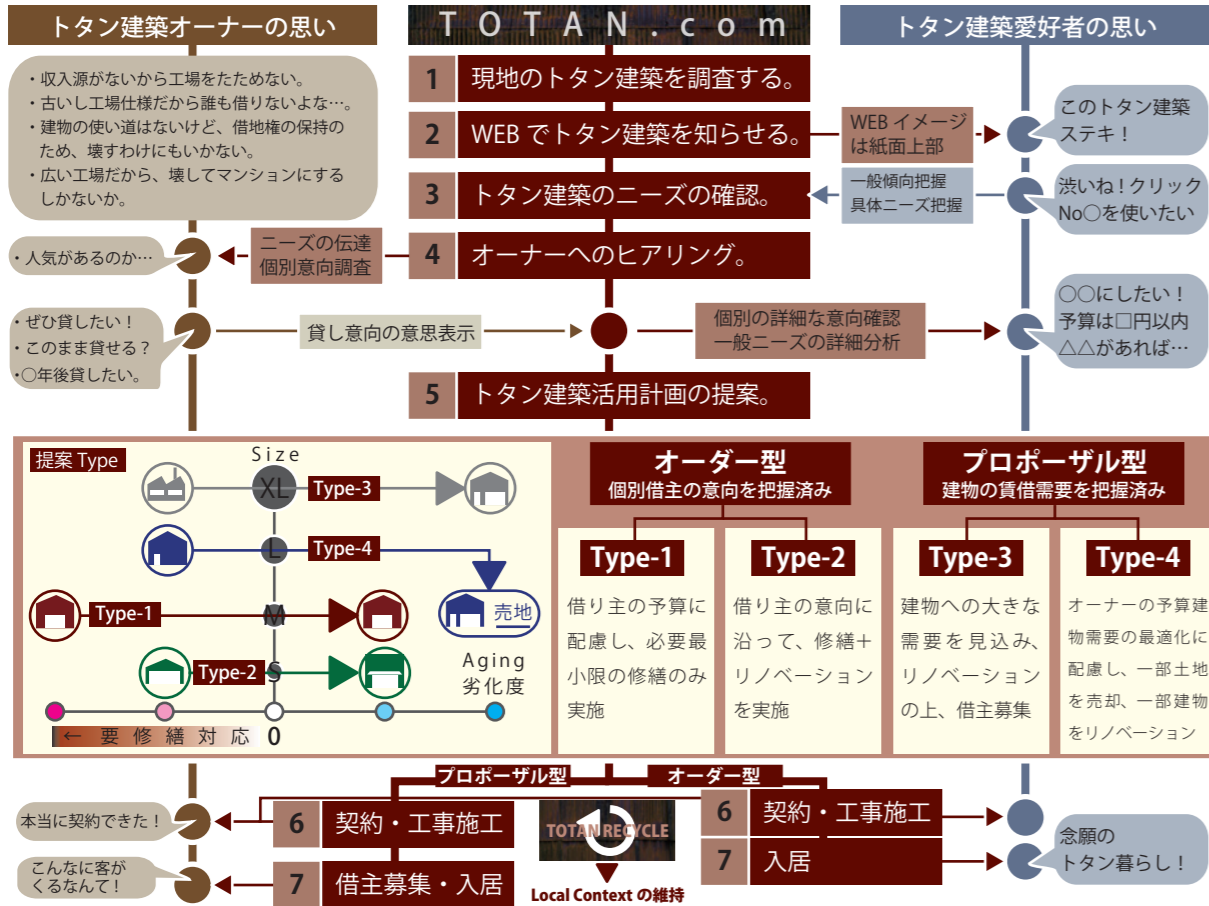 トタン建築オーナーの思い
TOTAN.com
トタン建築愛好者の思い
・収入源がないから工場をたためない。
・古いし工場仕様だから誰も借りないよな…。
・建物の使い道はないけど、借地権の保持の
ため、壊すわけにもいかない。
・広い工場だから、壊してマンションにする
しかないか。
1 現地のトタン建築を調査する。
2 WEBでトタン建築を知らせる。
WEBイメージ
は紙面上部
このトタン建築
ステキ！
3 トタン建築のニーズの確認。
一般傾向把握
具体ニーズ把握
渋いね！クリック
No○を使いたい
・人気があるのか…
ニーズの伝達
個別意向調査
4 オーナーへのヒアリング。
・ぜひ貸したい！
・このまま貸せる？
・○年後貸したい。
貸し意向の意思表示
個別の詳細な意向確認
一般ニーズの詳細分析
○○にしたい！
予算は□円以内
△△があれば…
5 トタン建築活用計画の提案。
提案 Type
Size
XL
Type-3
L
Type-4
Type-1
M
売地
Type-2
S
Aging
劣化度
←要修繕対応 0
オーダー型
個別借主の意向を把握済み
プロポーザル型
建物の賃借需要を把握済み
Type-1
借り主の予算に
配慮し、必要最
小限の修繕のみ
実施
Type-2
借り主の意向に
沿って、修繕＋
リノベーション
を実施
Type-3
建物への大きな
需要を見込み、
リノベーション
の上、借主募集
Type-4
オーナーの予算建
物需要の最適化に
配慮し、一部土地
を売却、一部建物
をリノベーション
プロポーザル型
オーダー型
本当に契約できた！
6 契約・工事施工
TOTAN RECYCLE
6 契約・工事施工
こんなに客が
くるなんて！
7 借主募集・入居
Local Context の維持
7 入居
念願の
トタン暮らし！